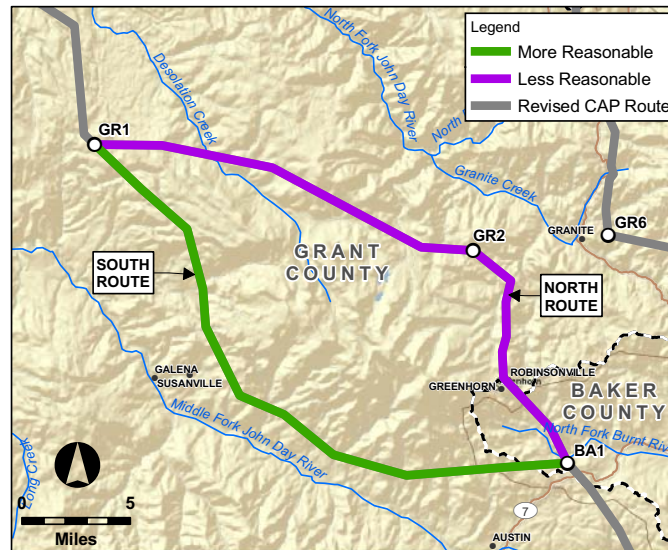 Legend
More Reasonable
Less Reasonable
Revised CAP Route
North Fork John Day River
Desolation Creek
North
Granite Creek
GR1
GR2
GR6
GRANITE
GRANT
COUNTY
SOUTH
ROUTE
NORTH
ROUTE
GALENA
SUSANVILLE
ROBINSONVILLE
GREENHORN
BAKER
COUNTY
Middle Fork John Day River
North Fork Burnt Rive
BA1
Long Creek
0
5
Miles
7
AUSTIN